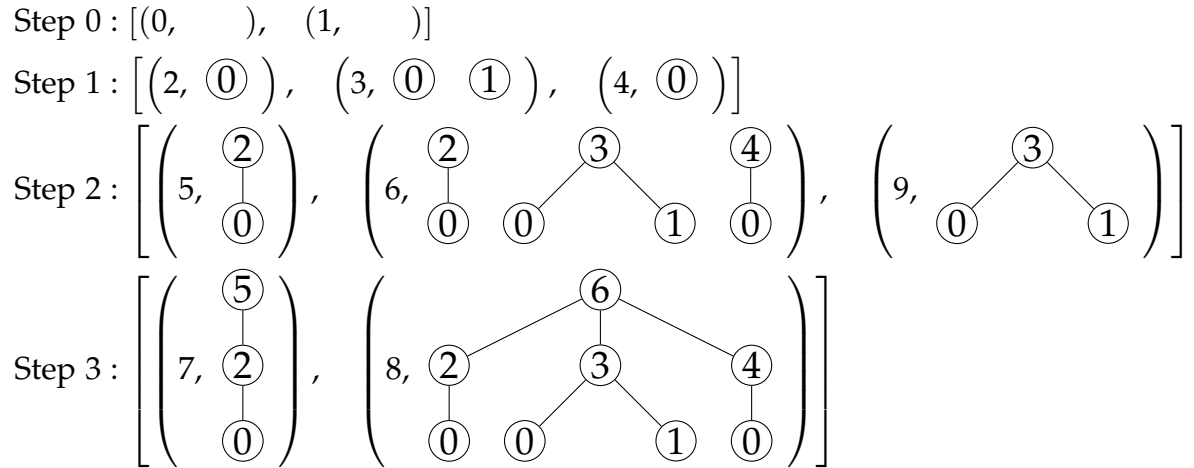 Step 0 : [(0, ), (1, )]
Step 1 : [(2, 0 ), (3, 0 1 ), (4, 0 )]
2 2 3 4 3
Step 2 : [(5, ), (6, ), (9, )]
0 0 0 1 0 0 1
5 6
Step 3 : [(7, 2 ), (8, 2 3 4 )]
0 0 0 1 0